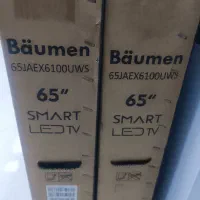 Bäumen
65JAEX6100UWS
65"
SMART
LED TV
Bäumen
65JAEX6100UWS
65"
SMART
LED TV